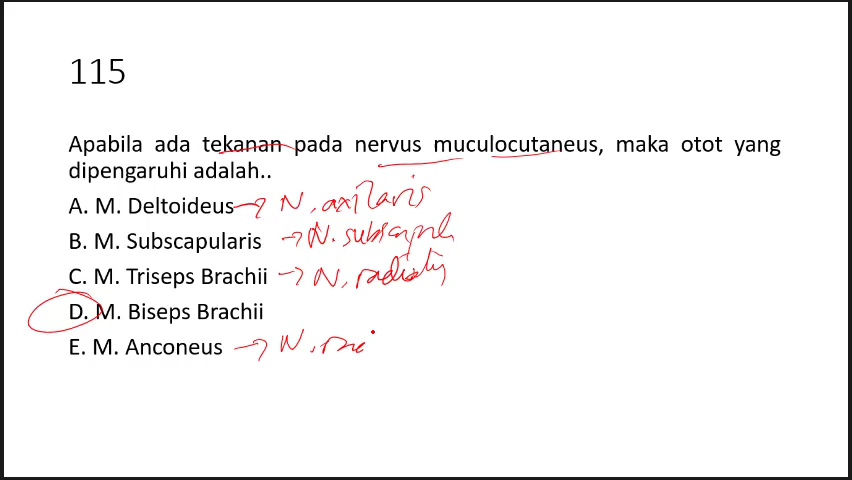 115
Apabila ada tekanan pada nervus muculocutaneus, maka otot yang
dipengaruhi adalah..
A. M. Deltoideus → N. axillaris
B. M. Subscapularis → N. subscapul
C. M. Triseps Brachii → N. radialis
D. M. Biseps Brachii
E. M. Anconeus → N.